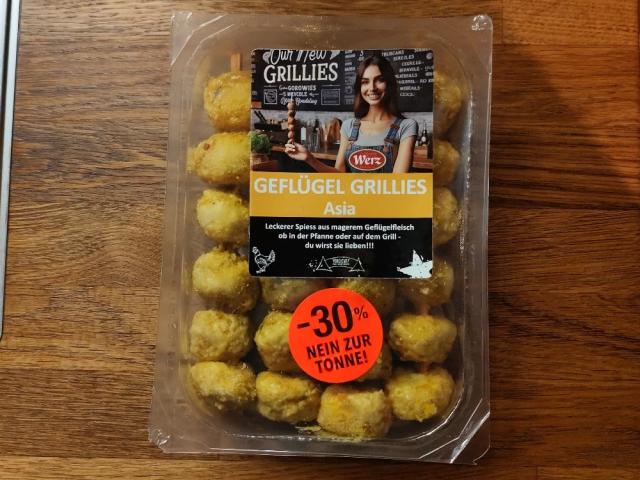 Our New
GRILLIES
GOROWIES
Werz
GEFLÜGEL GRILLIES
Asia
Leckerer Spiess aus magerem Geflügelfleisch
ob in der Pfanne oder auf dem Grill -
du wirst sie lieben!!!
-30%
NEIN ZUR
TONNE!